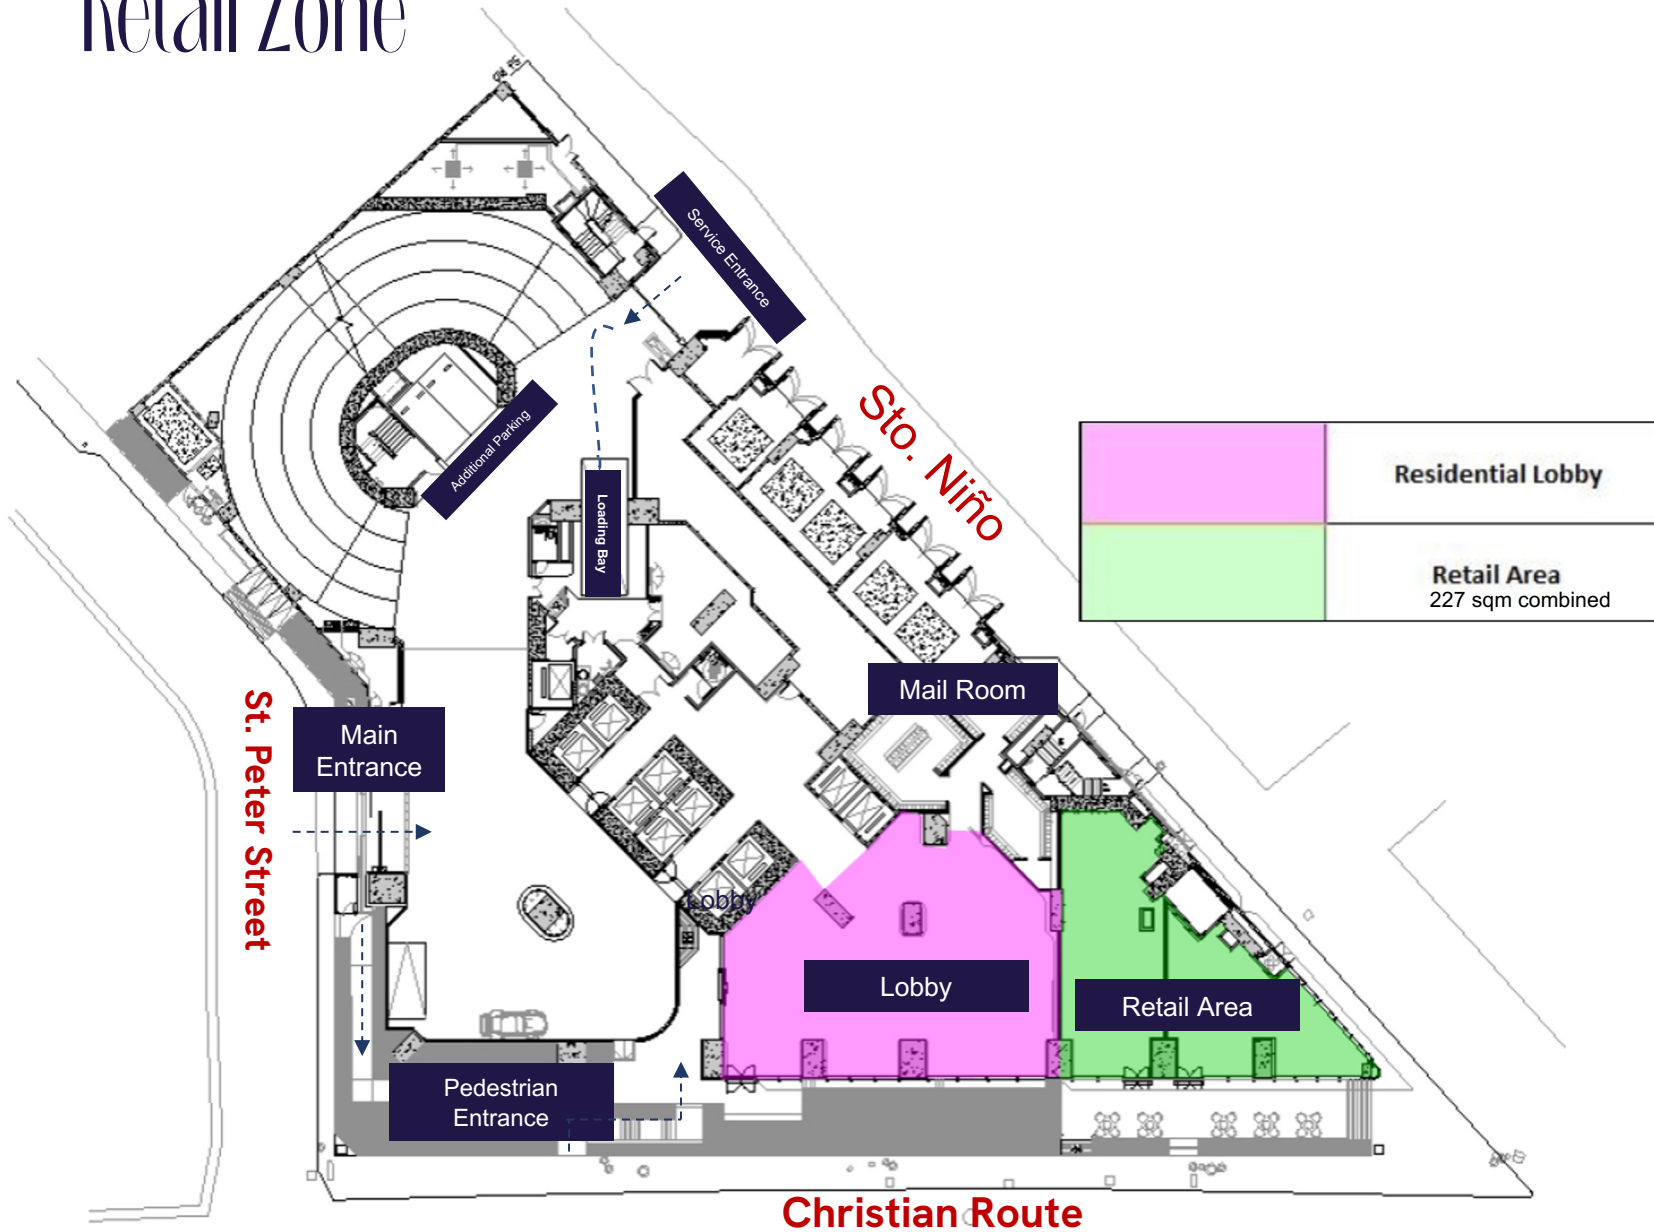 Retail Zone
Service Entrance
Additional Parking
Loading Bay
Sto. Niño
Residential Lobby
Retail Area
227 sqm combined
Mail Room
St. Peter Street
Main
Entrance
Lobby
Lobby
Retail Area
Pedestrian
Entrance
Christian Route